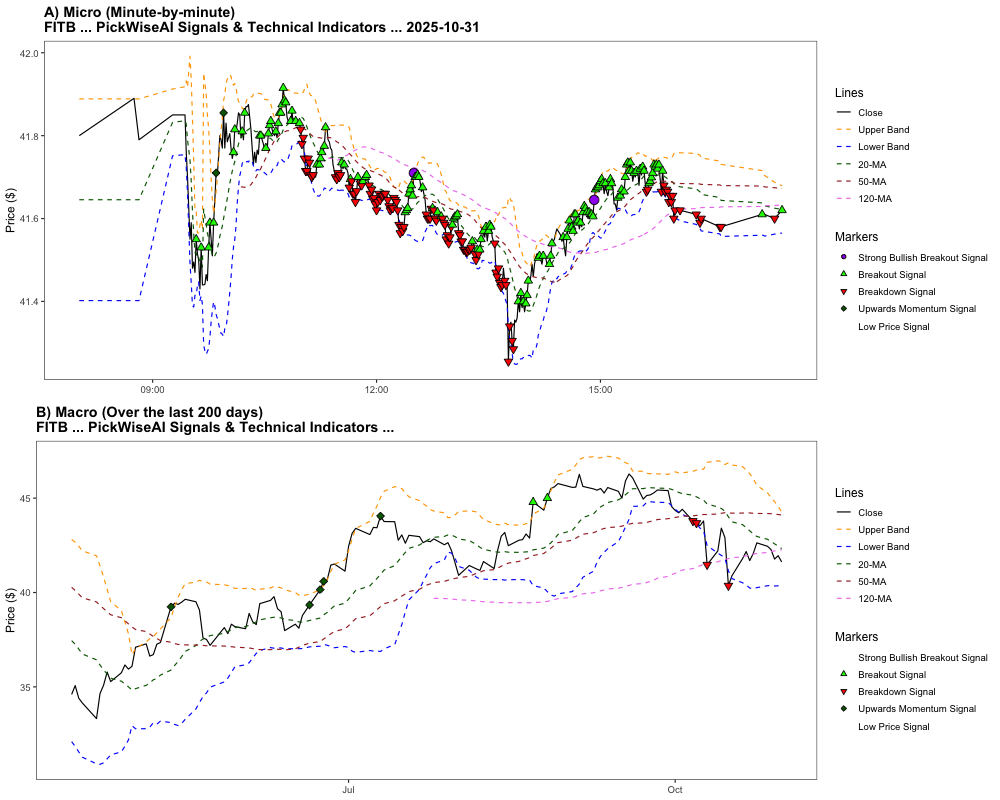 A) Micro (Minute-by-minute)
FITB ... PickWiseAI Signals & Technical Indicators ... 2025-10-31
42.0
41.8
41.6
41.4
Price ($)
09:00
12:00
15:00
Lines
Close
Upper Band
Lower Band
20-MA
50-MA
120-MA
Markers
Strong Bullish Breakout Signal
Breakout Signal
Breakdown Signal
Upwards Momentum Signal
Low Price Signal
B) Macro (Over the last 200 days)
FITB ... PickWiseAI Signals & Technical Indicators ...
45
40
35
Price ($)
Jul
Oct
Lines
Close
Upper Band
Lower Band
20-MA
50-MA
120-MA
Markers
Strong Bullish Breakout Signal
Breakout Signal
Breakdown Signal
Upwards Momentum Signal
Low Price Signal